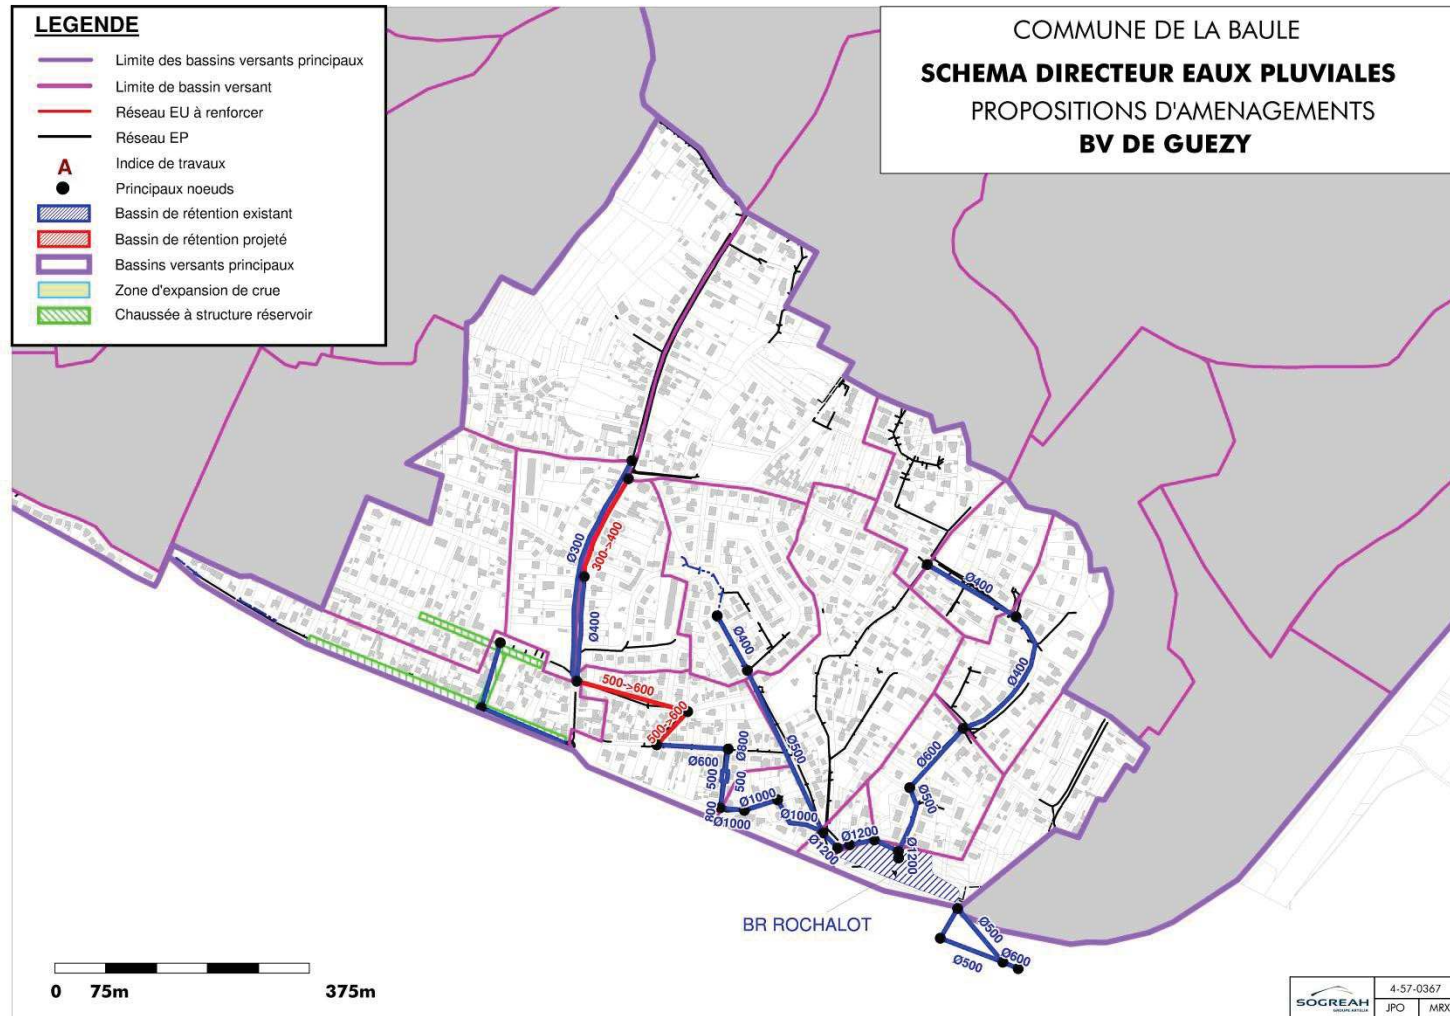 LEGENDE
Limite des bassins versants principaux
Limite de bassin versant
Réseau EU à renforcer
Réseau EP
A Indice de travaux
Principaux noeuds
Bassin de rétention existant
Bassin de rétention projeté
Bassins versants principaux
Zone d'expansion de crue
Chaussée à structure réservoir
COMMUNE DE LA BAULE
SCHEMA DIRECTEUR EAUX PLUVIALES
PROPOSITIONS D'AMENAGEMENTS
BV DE GUEZY
Ø300
300->400
Ø400
Ø400
Ø400
Ø400
500->600
500->600
Ø600
Ø800
500
500
800
Ø1000
Ø1000
Ø1000
Ø500
Ø600
Ø500
Ø1200
Ø1200
Ø1200
BR ROCHALOT
Ø500
Ø500
Ø600
0 75m 375m
SOGREAH
4-57-0367
JPO MRX